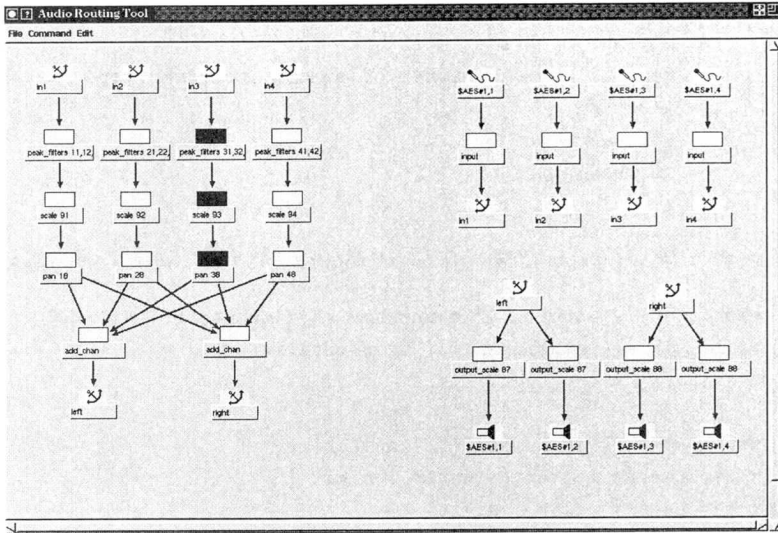 Audio Routing Tool
File Command Edit
in1 in2 in3 in4
peak_filters 11,12 peak_filters 21,22 peak_filters 31,32 peak_filters 41,42
scale 91 scale 92 scale 93 scale 94
pan 10 pan 20 pan 30 pan 40
add_chan add_chan
left right
$AES#1,1 $AES#1,2 $AES#1,3 $AES#1,4
input input input input
in1 in2 in3 in4
left right
output_scale 87 output_scale 87 output_scale 88 output_scale 88
$AES#1,1 $AES#1,2 $AES#1,3 $AES#1,4